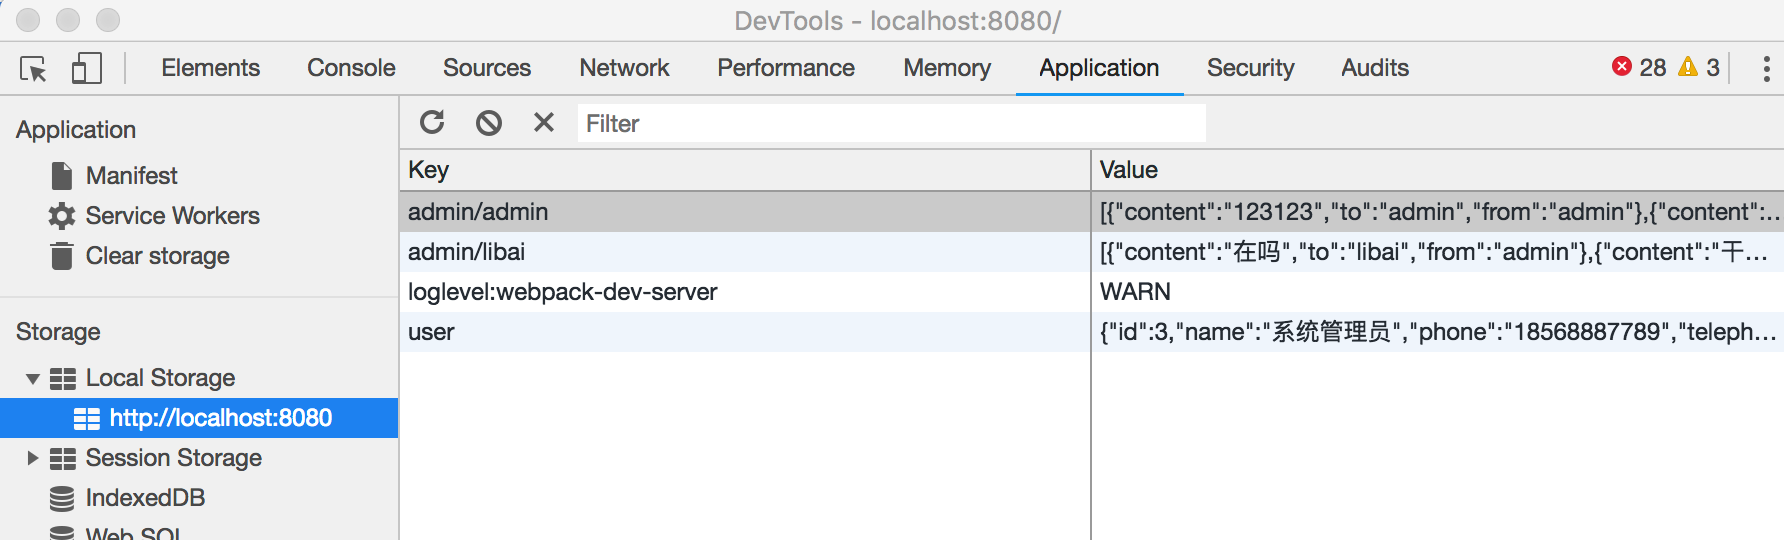 DevTools - localhost:8080/
Elements Console Sources Network Performance Memory Application Security Audits 28 3
Application
Manifest
Service Workers
Clear storage
Storage
Local Storage
http://localhost:8080
Session Storage
IndexedDB
Web SQL
Filter
Key Value
admin/admin [{"content":"123123","to":"admin","from":"admin"},{"content":...
admin/libai [{"content":"在吗","to":"libai","from":"admin"},{"content":"干...
loglevel:webpack-dev-server WARN
user {"id":3,"name":"系统管理员","phone":"18568887789","teleph...